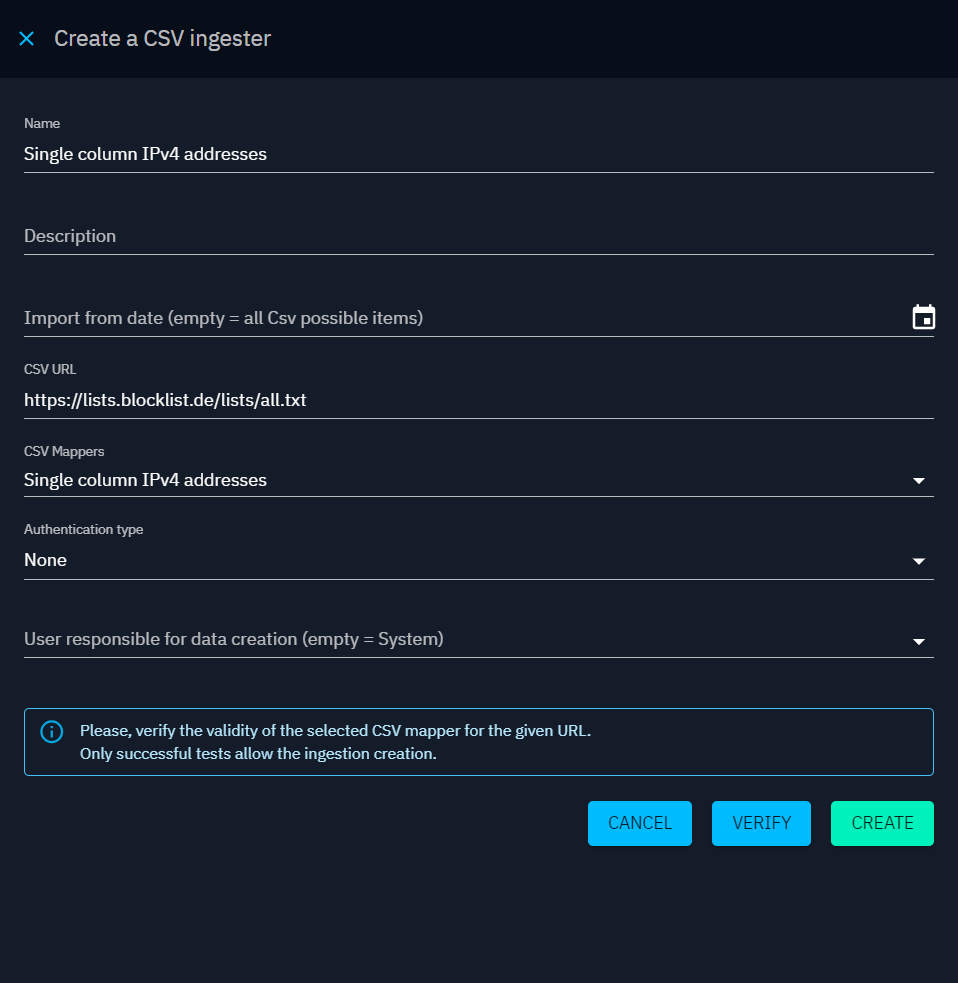 Create a CSV ingester
Name
Single column IPv4 addresses
Description
Import from date (empty = all Csv possible items)
CSV URL
https://lists.blocklist.de/lists/all.txt
CSV Mappers
Single column IPv4 addresses
Authentication type
None
User responsible for data creation (empty = System)
Please, verify the validity of the selected CSV mapper for the given URL.
Only successful tests allow the ingestion creation.
CANCEL VERIFY CREATE